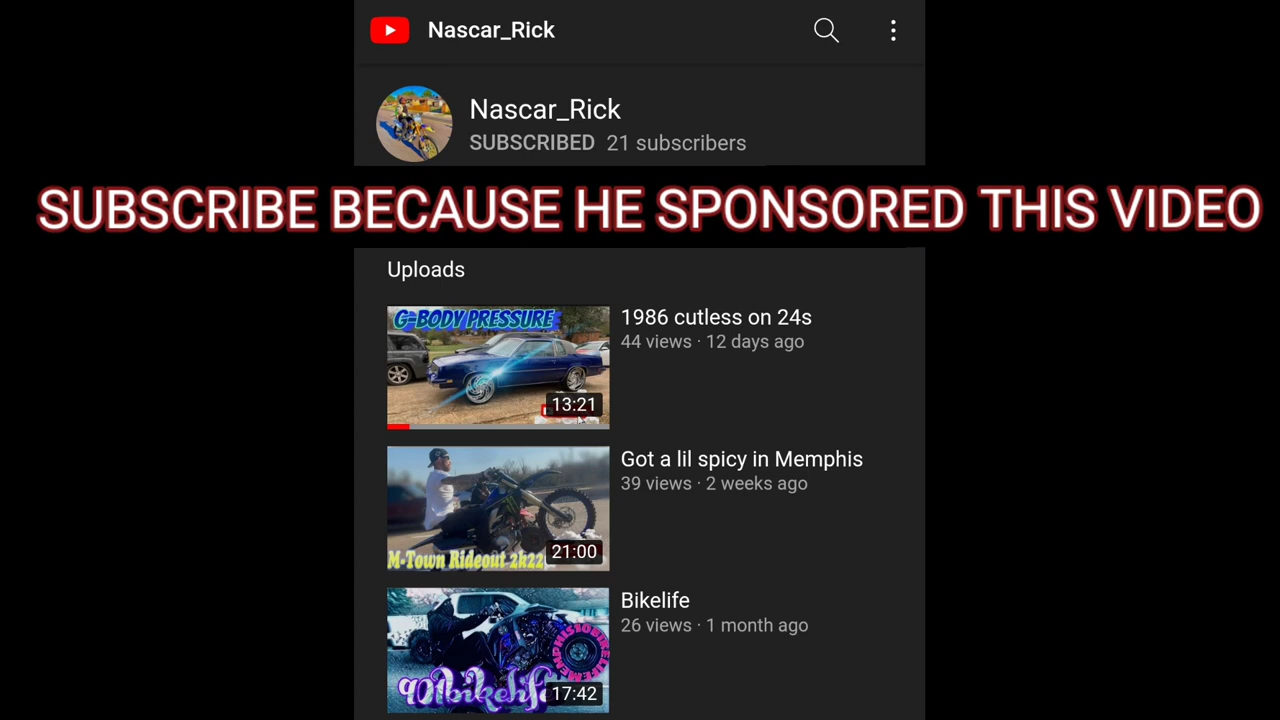 Nascar_Rick
Nascar_Rick
SUBSCRIBED 21 subscribers
SUBSCRIBE BECAUSE HE SPONSORED THIS VIDEO
Uploads
G-BODY PRESSURE
13:21
1986 cutless on 24s
44 views · 12 days ago
M-Town Rideout 2k22
21:00
Got a lil spicy in Memphis
39 views · 2 weeks ago
17:42
Bikelife
26 views · 1 month ago